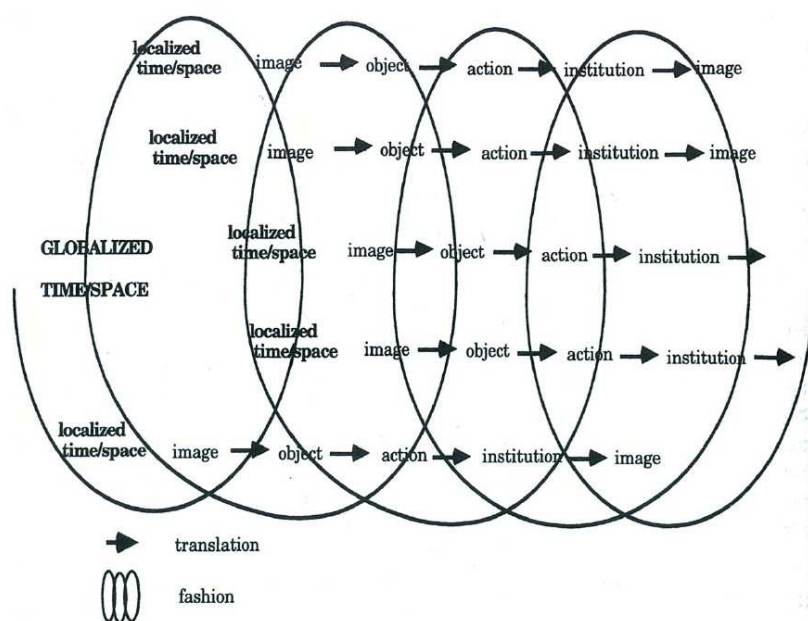 localized
time/space image object action institution image
localized
time/space image object action institution image
localized
GLOBALIZED time/space image object action institution
TIME/SPACE
localized
time/space image object action institution
localized
time/space image object action institution image
translation
fashion